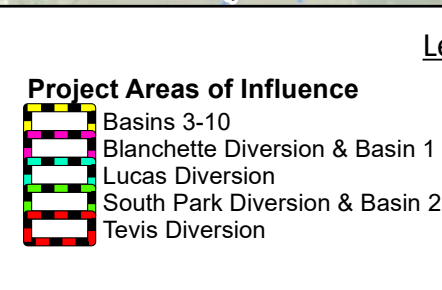 Le
Project Areas of Influence
Basins 3-10
Blanchette Diversion & Basin 1
Lucas Diversion
South Park Diversion & Basin 2
Tevis Diversion